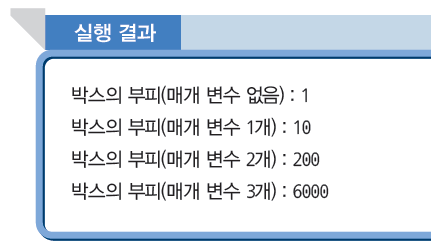 실행 결과
박스의 부피(매개 변수 없음) : 1
박스의 부피(매개 변수 1개) : 10
박스의 부피(매개 변수 2개) : 200
박스의 부피(매개 변수 3개) : 6000